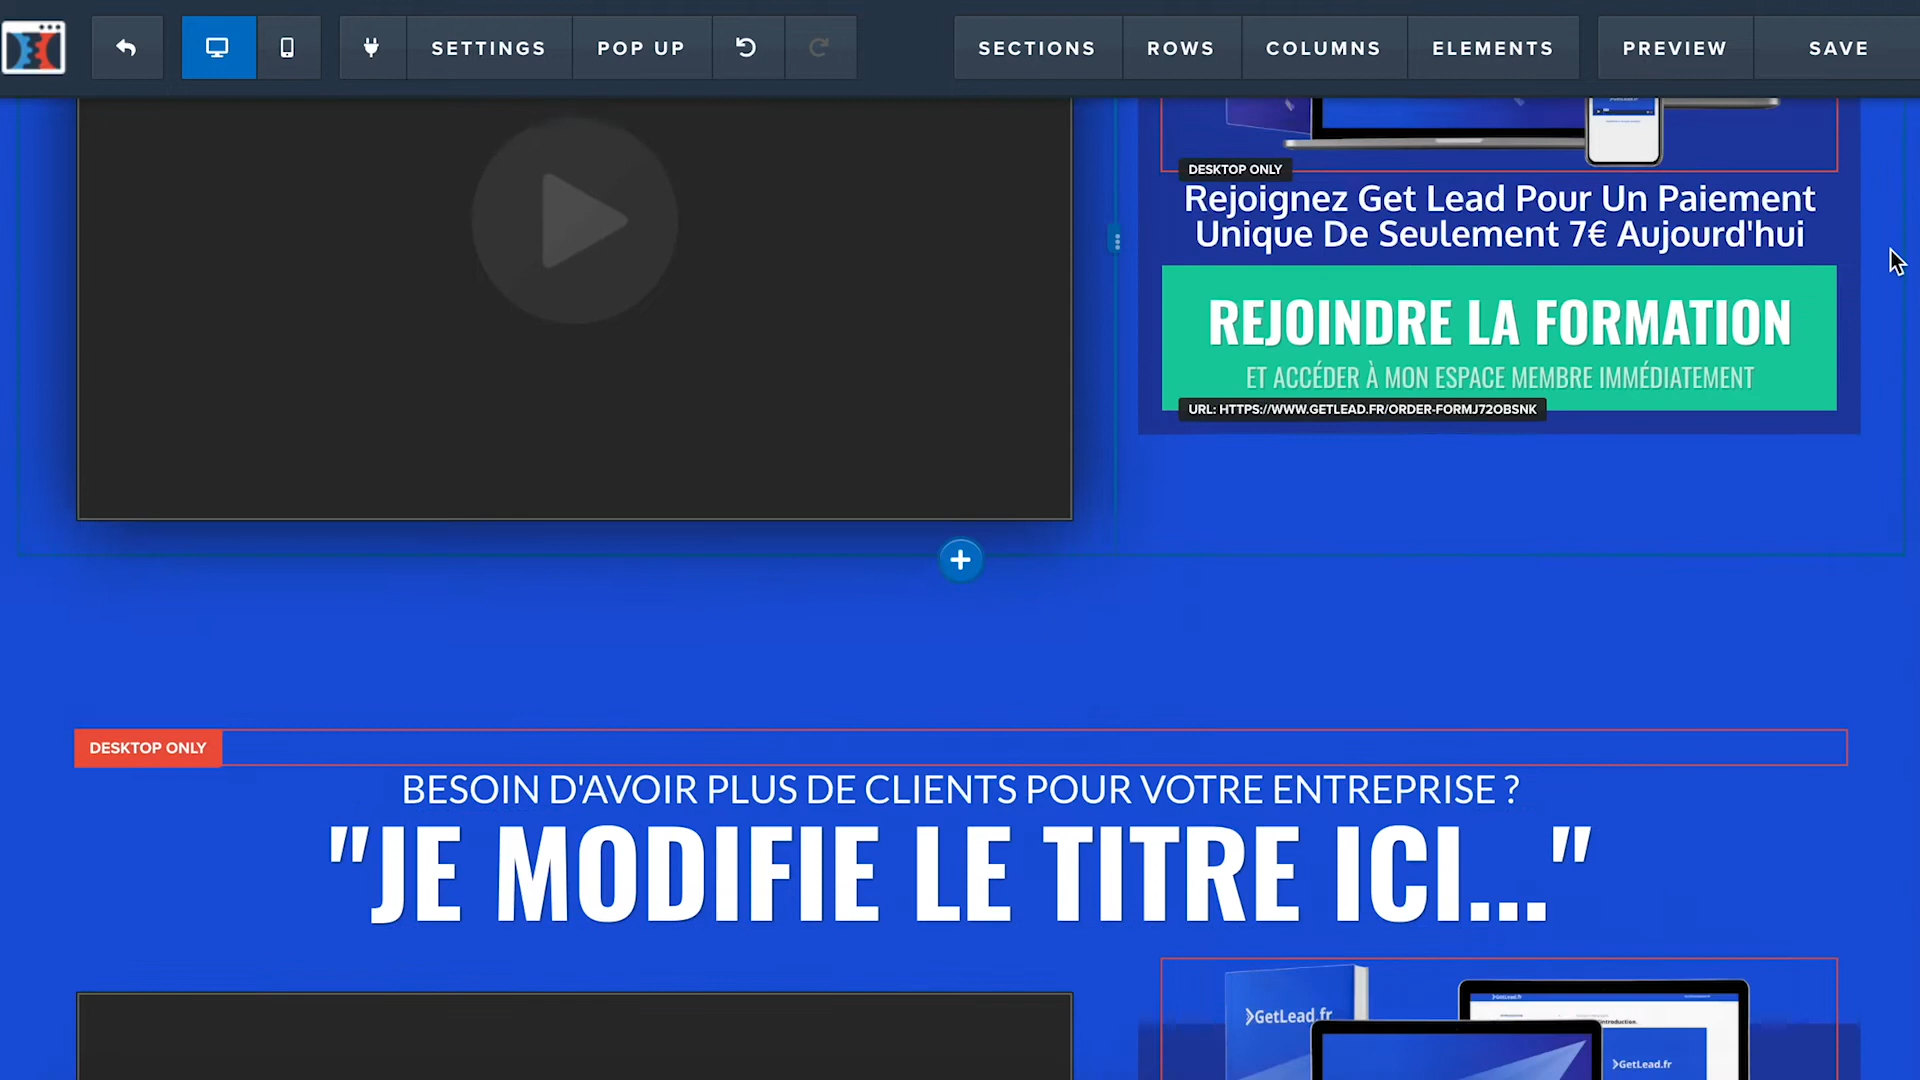 SETTINGS
POP UP
SECTIONS
ROWS
COLUMNS
ELEMENTS
PREVIEW
SAVE
DESKTOP ONLY
Rejoignez Get Lead Pour Un Paiement
Unique De Seulement 7€ Aujourd'hui
REJOINDRE LA FORMATION
ET ACCÉDER À MON ESPACE MEMBRE IMMÉDIATEMENT
URL: HTTPS://WWW.GETLEAD.FR/ORDER-FORMJ72OBSNK
DESKTOP ONLY
BESOIN D'AVOIR PLUS DE CLIENTS POUR VOTRE ENTREPRISE ?
"JE MODIFIE LE TITRE ICI..."
GetLead.fr
GetLead.fr